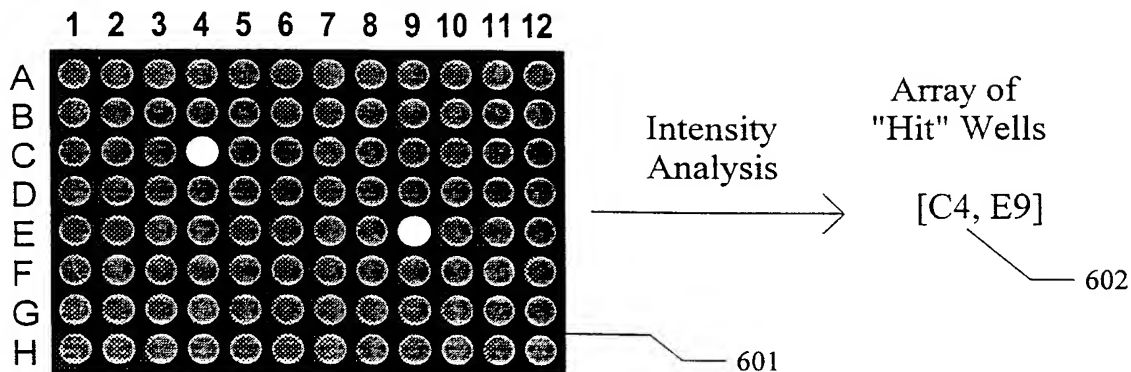 1 2 3 4 5 6 7 8 9 10 11 12
A
B
C
D
E
F
G
H
Intensity
Analysis
Array of
"Hit" Wells
[C4, E9]
602
601